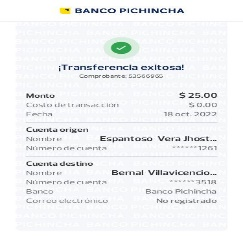 BANCO PICHINCHA
¡Transferencia exitosa!
Comprobante: 53566965
Monto $ 25.00
Costo de transacción $ 0.00
Fecha 18 oct. 2022
Cuenta origen
Nombre Espantoso Vera Jhost...
Número de cuenta ******1261
Cuenta destino
Nombre Bernal Villavicendo...
Número de cuenta ******3518
Banco Banco Pichincha
Correo electrónico No registrado